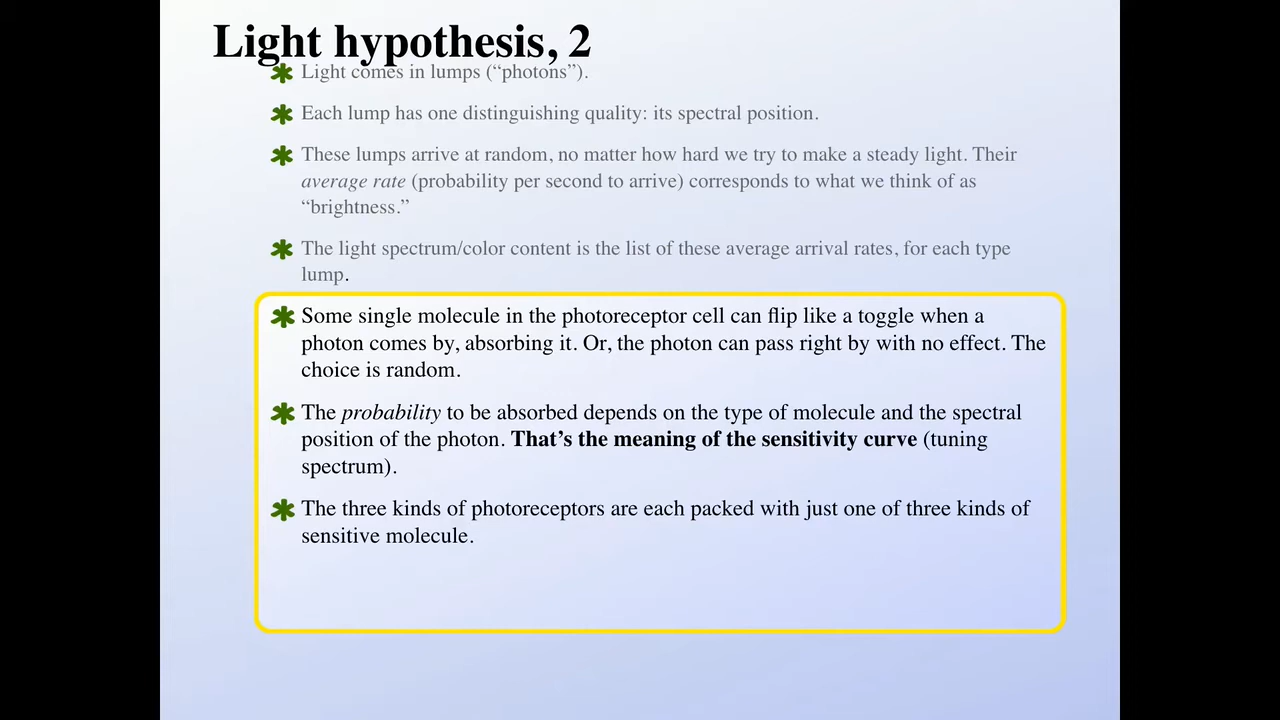 Light hypothesis, 2
✱ Light comes in lumps (“photons”).
✱ Each lump has one distinguishing quality: its spectral position.
✱ These lumps arrive at random, no matter how hard we try to make a steady light. Their
average rate (probability per second to arrive) corresponds to what we think of as
“brightness.”
✱ The light spectrum/color content is the list of these average arrival rates, for each type
lump.
✱ Some single molecule in the photoreceptor cell can flip like a toggle when a
photon comes by, absorbing it. Or, the photon can pass right by with no effect. The
choice is random.
✱ The probability to be absorbed depends on the type of molecule and the spectral
position of the photon. That’s the meaning of the sensitivity curve (tuning
spectrum).
✱ The three kinds of photoreceptors are each packed with just one of three kinds of
sensitive molecule.